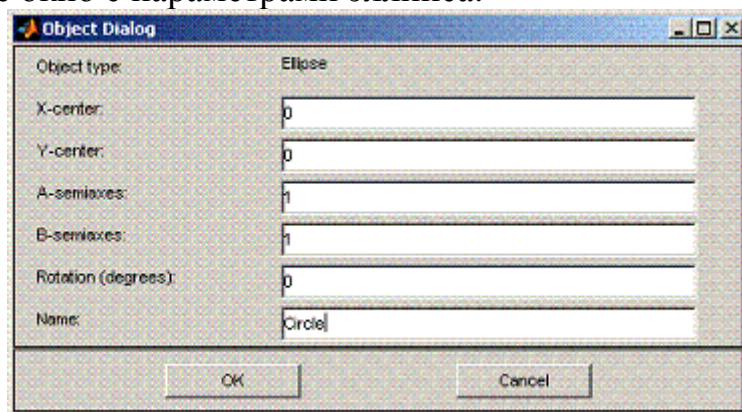 Object Dialog
Object type: Ellipse
X-center: 0
Y-center: 0
A-semiaxes: 1
B-semiaxes: 1
Rotation (degrees): 0
Name: Circle
OK Cancel